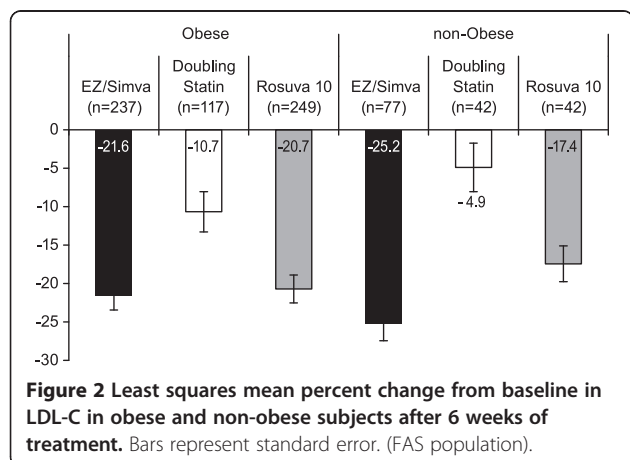 Obese non-Obese
EZ/Simva (n=237)
Doubling Statin (n=117)
Rosuva 10 (n=249)
EZ/Simva (n=77)
Doubling Statin (n=42)
Rosuva 10 (n=42)
0
-5
-10
-15
-20
-25
-30
-21.6
-10.7
-20.7
-25.2
-4.9
-17.4
Figure 2 Least squares mean percent change from baseline in
LDL-C in obese and non-obese subjects after 6 weeks of
treatment. Bars represent standard error. (FAS population).